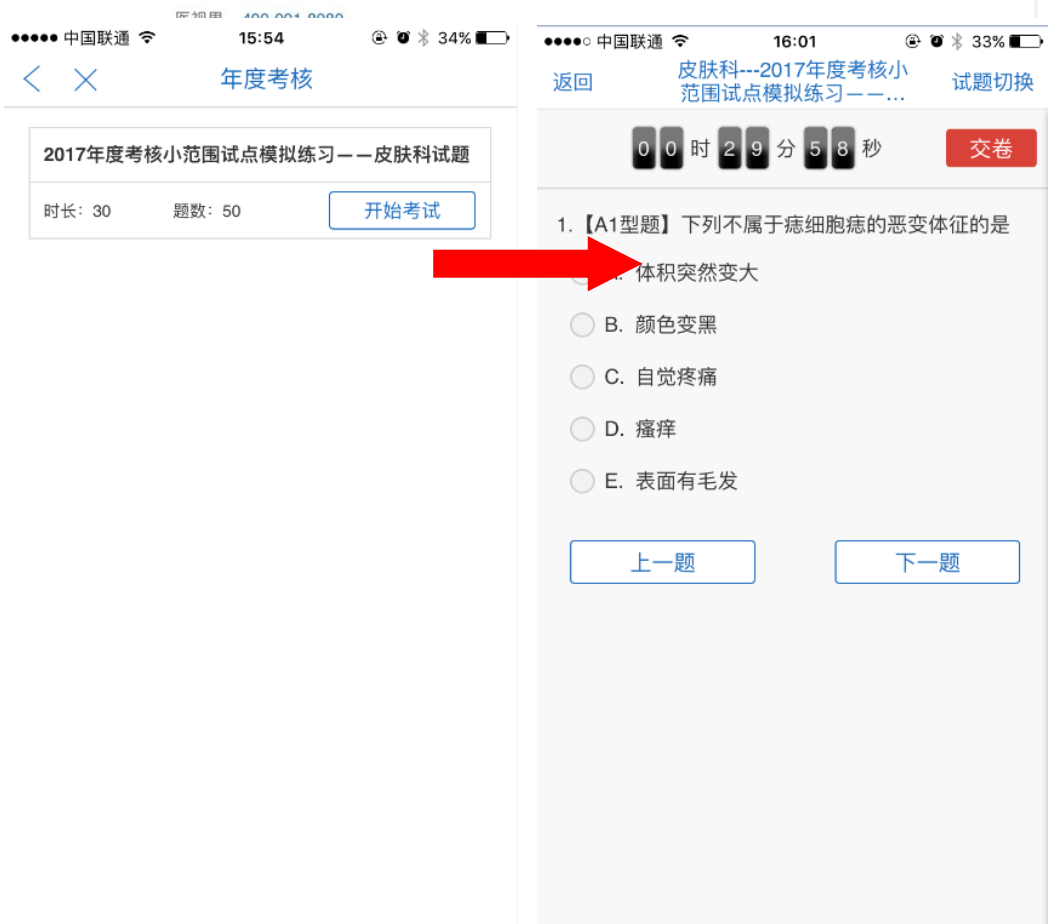 中国联通 15:54 34%
年度考核
2017年度考核小范围试点模拟练习——皮肤科试题
时长：30 题数：50 开始考试
中国联通 16:01 33%
返回 皮肤科---2017年度考核小 试题切换
范围试点模拟练习——...
00时29分58秒 交卷
1.【A1型题】下列不属于痣细胞痣的恶变体征的是
体积突然变大
B. 颜色变黑
C. 自觉疼痛
D. 瘙痒
E. 表面有毛发
上一题 下一题